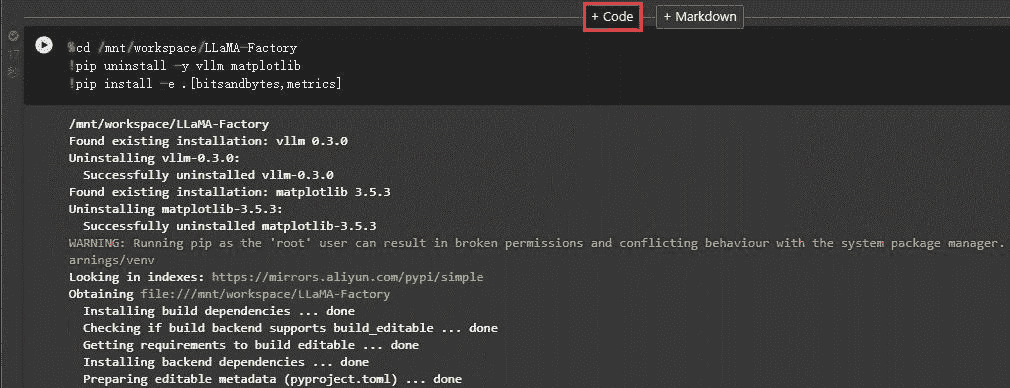 + Code + Markdown
%cd /mnt/workspace/LLaMA-Factory
!pip uninstall -y vllm matplotlib
!pip install -e .[bitsandbytes,metrics]
/mnt/workspace/LLaMA-Factory
Found existing installation: vllm 0.3.0
Uninstalling vllm-0.3.0:
Successfully uninstalled vllm-0.3.0
Found existing installation: matplotlib 3.5.3
Uninstalling matplotlib-3.5.3:
Successfully uninstalled matplotlib-3.5.3
WARNING: Running pip as the 'root' user can result in broken permissions and conflicting behaviour with the system package manager.
arnings/venv
Looking in indexes: https://mirrors.aliyun.com/pypi/simple
Obtaining file:///mnt/workspace/LLaMA-Factory
Installing build dependencies ... done
Checking if build backend supports build_editable ... done
Getting requirements to build editable ... done
Installing backend dependencies ... done
Preparing editable metadata (pyproject.toml) ... done